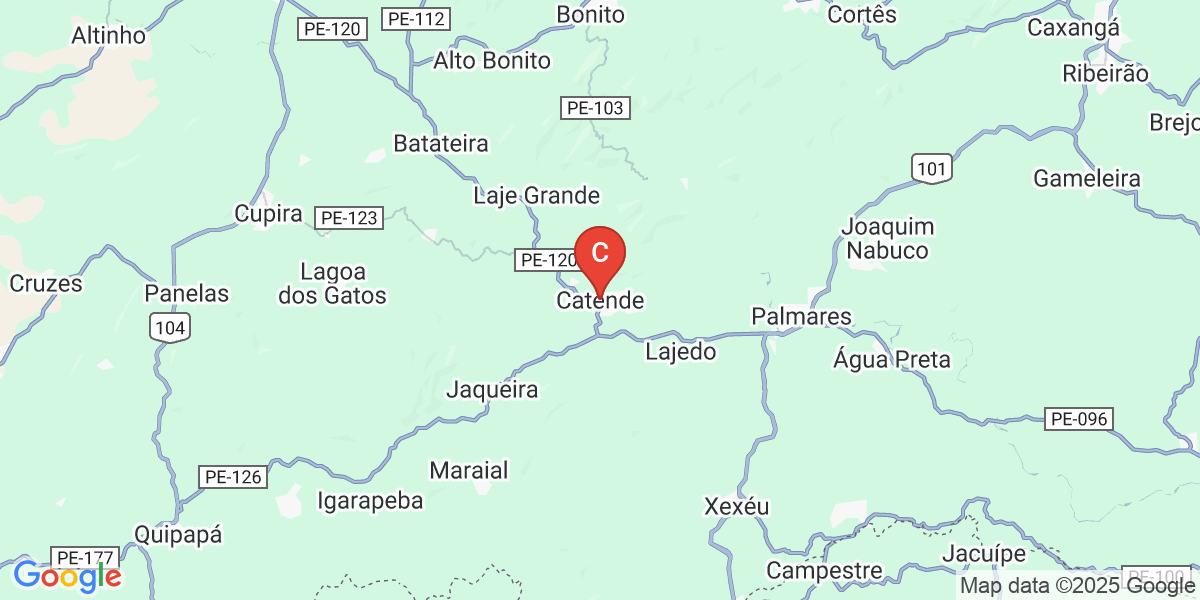 PE-112
Bonito
Cortês
PE-120
Caxangá
Altinho
Alto Bonito
Ribeirão
PE-103
Brejo
Batateira
101
Gameleira
Laje Grande
Cupira
PE-123
Joaquim
Nabuco
C
PE-120
Lagoa
dos Gatos
Cruzes
Panelas
Catende
Palmares
104
Lajedo
Água Preta
Jaqueira
PE-096
Maraial
PE-126
Igarapeba
Xexéu
Quipapá
Jacuípe
PE-177
Campestre
PE-100
Google
Map data ©2025 Google